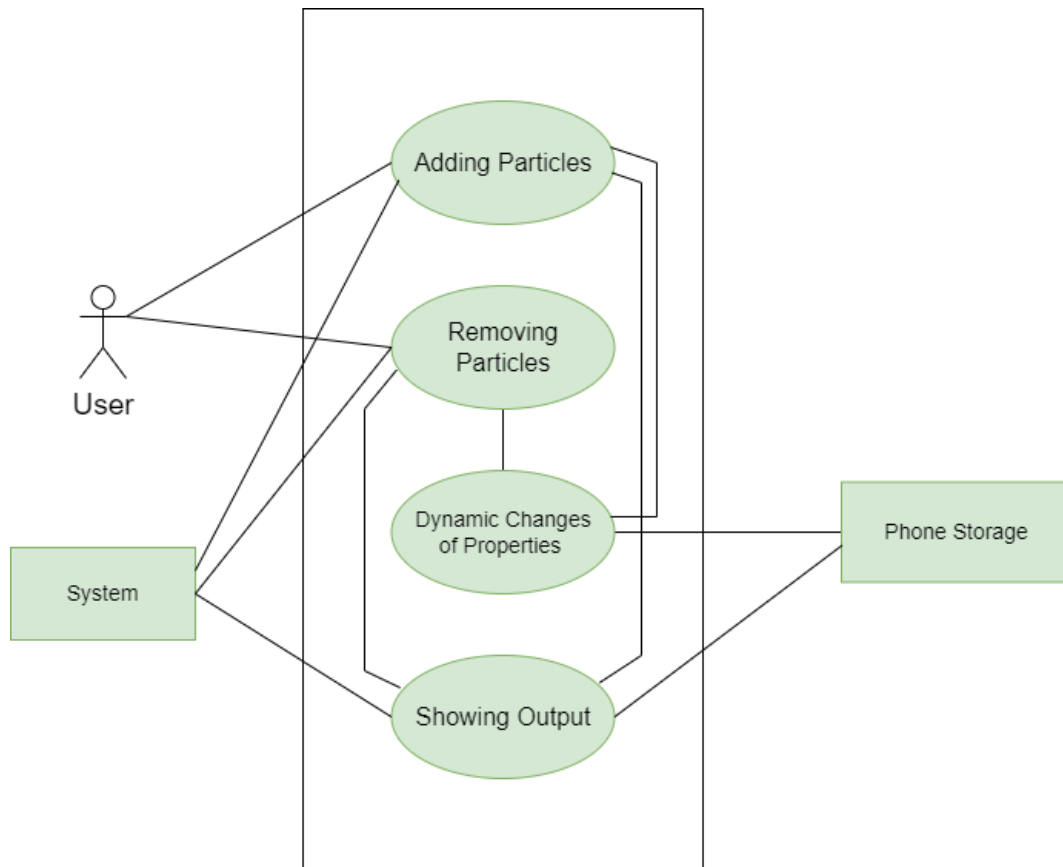 Adding Particles
Removing
Particles
User
Dynamic Changes
of Properties
Phone Storage
System
Showing Output